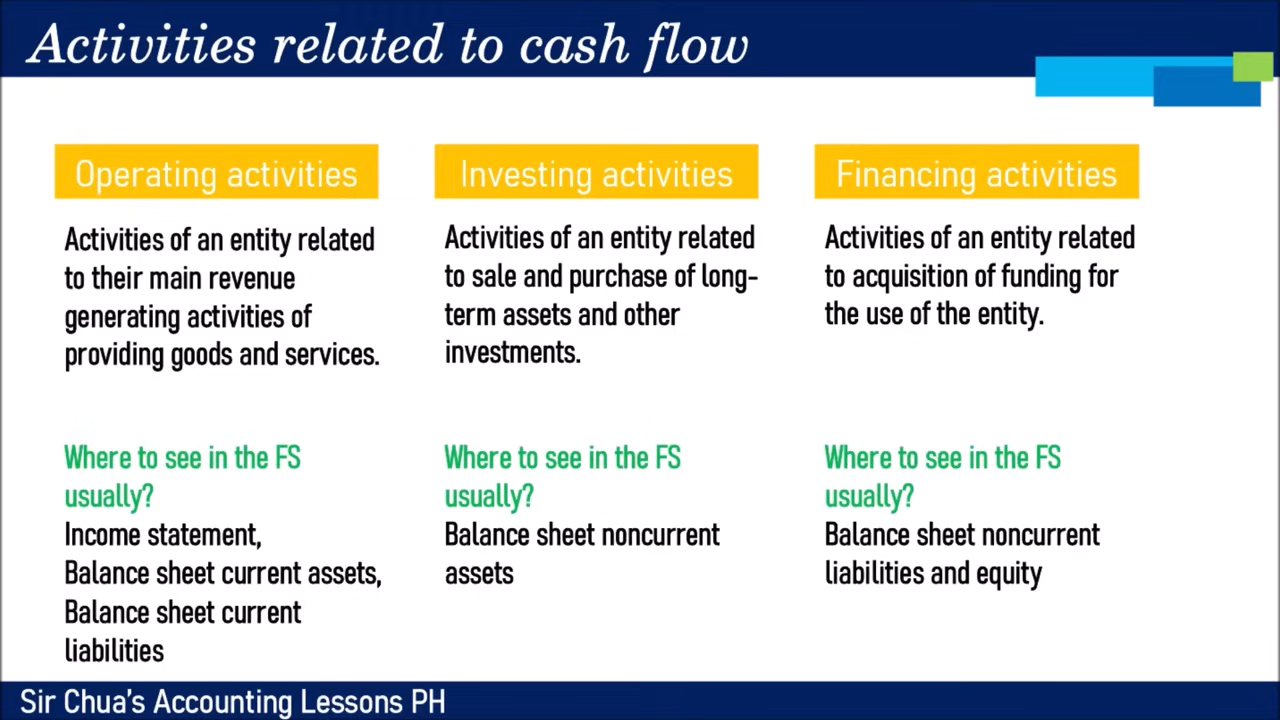 Activities related to cash flow
Operating activities
Activities of an entity related
to their main revenue
generating activities of
providing goods and services.
Where to see in the FS
usually?
Income statement,
Balance sheet current assets,
Balance sheet current
liabilities
Investing activities
Activities of an entity related
to sale and purchase of long-
term assets and other
investments.
Where to see in the FS
usually?
Balance sheet noncurrent
assets
Financing activities
Activities of an entity related
to acquisition of funding for
the use of the entity.
Where to see in the FS
usually?
Balance sheet noncurrent
liabilities and equity
Sir Chua's Accounting Lessons PH